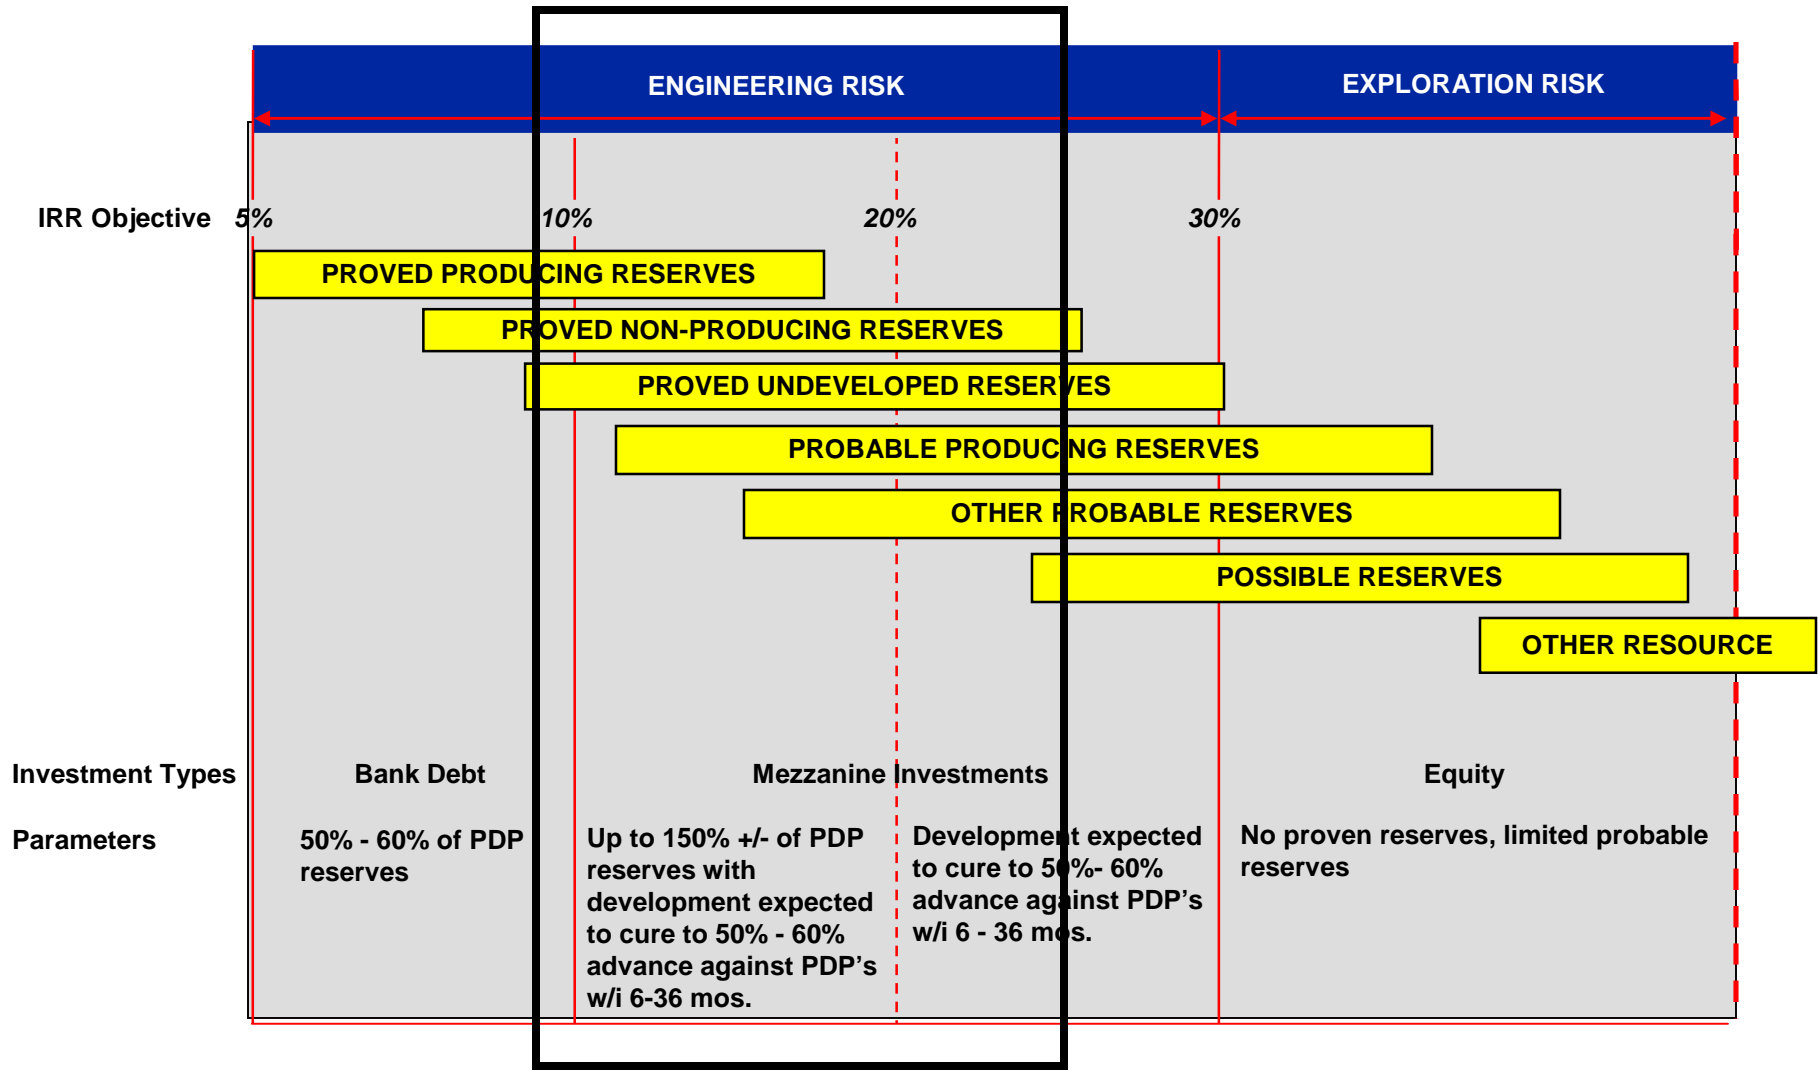 ENGINEERING RISK
EXPLORATION RISK
IRR Objective
5%
10%
20%
30%
PROVED PRODUCING RESERVES
PROVED NON-PRODUCING RESERVES
PROVED UNDEVELOPED RESERVES
PROBABLE PRODUCING RESERVES
OTHER PROBABLE RESERVES
POSSIBLE RESERVES
OTHER RESOURCE
Investment Types
Bank Debt
Mezzanine Investments
Equity
Parameters
50% - 60% of PDP
reserves
Up to 150% +/- of PDP
reserves with
development expected
to cure to 50% - 60%
advance against PDP’s
w/i 6-36 mos.
Development expected
to cure to 50%- 60%
advance against PDP’s
w/i 6 - 36 mos.
No proven reserves, limited probable
reserves